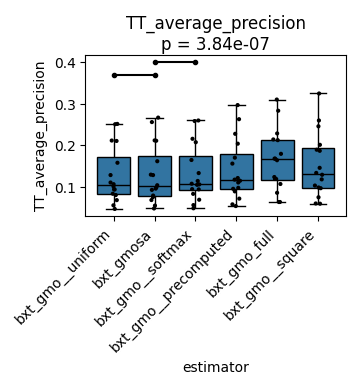 TT_average_precision
p = 3.84e-07
TT_average_precision
0.4
0.3
0.2
0.1
bxt_gmo__uniform
bxt_gmosa
bxt_gmo__softmax
bxt_gmo__precomputed
bxt_gmo_full
bxt_gmo__square
estimator